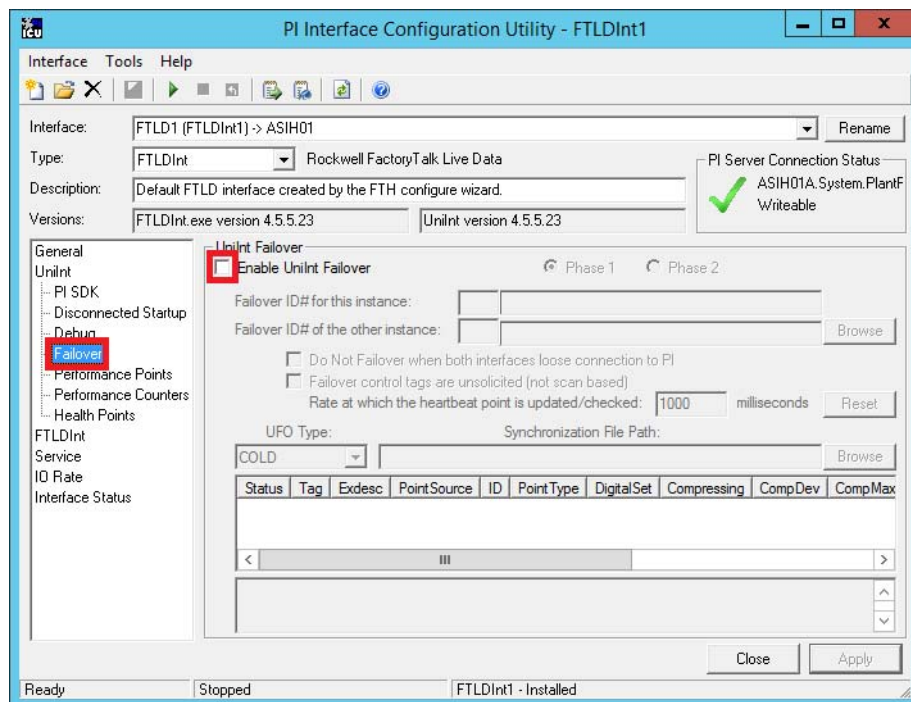 PI Interface Configuration Utility - FTLDInt1
Interface Tools Help
Interface: FTLD1 (FTLDInt1) -> ASIH01 Rename
Type: FTLDInt Rockwell FactoryTalk Live Data
PI Server Connection Status
Description: Default FTLD interface created by the FTH configure wizard.
ASIH01A.System.PlantF
Writeable
Versions: FTLDInt.exe version 4.5.5.23 UniInt version 4.5.5.23
General
UniInt
PI SDK
Disconnected Startup
Debug
Failover
Performance Points
Performance Counters
Health Points
FTLDInt
Service
IO Rate
Interface Status
UniInt Failover
Enable UniInt Failover Phase 1 Phase 2
Failover ID# for this instance:
Failover ID# of the other instance: Browse
Do Not Failover when both interfaces loose connection to PI
Failover control tags are unsolicited (not scan based)
Rate at which the heartbeat point is updated/checked: 1000 milliseconds Reset
UFO Type: Synchronization File Path:
COLD Browse
Status Tag Exdesc PointSource ID PointType DigitalSet Compressing CompDev CompMax
Close Apply
Ready Stopped FTLDInt1 - Installed